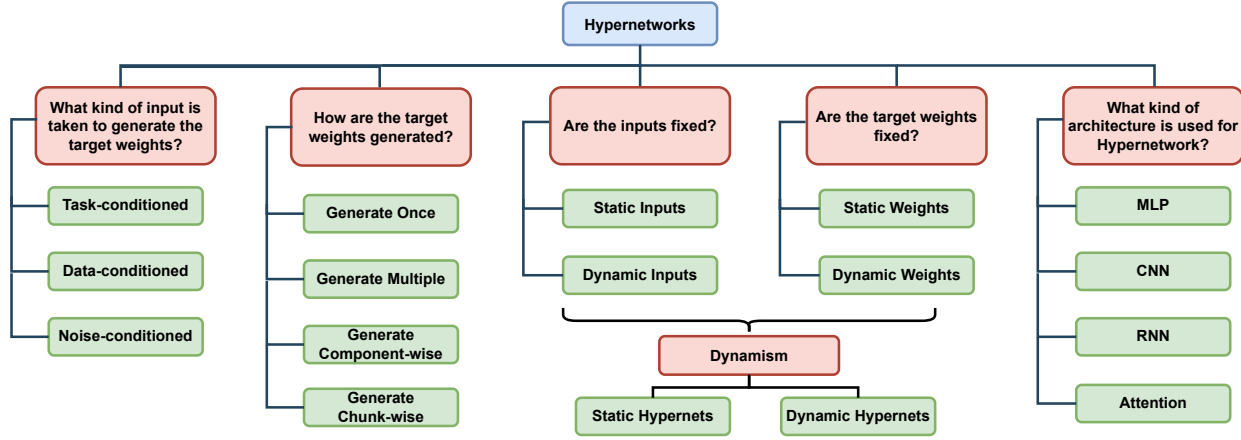 Hypernetworks
What kind of input is
taken to generate the
target weights?
Task-conditioned
Data-conditioned
Noise-conditioned
How are the target
weights generated?
Generate Once
Generate Multiple
Generate
Component-wise
Generate
Chunk-wise
Are the inputs fixed?
Static Inputs
Dynamic Inputs
Are the target weights
fixed?
Static Weights
Dynamic Weights
Dynamism
Static Hypernets
Dynamic Hypernets
What kind of
architecture is used for
Hypernetwork?
MLP
CNN
RNN
Attention